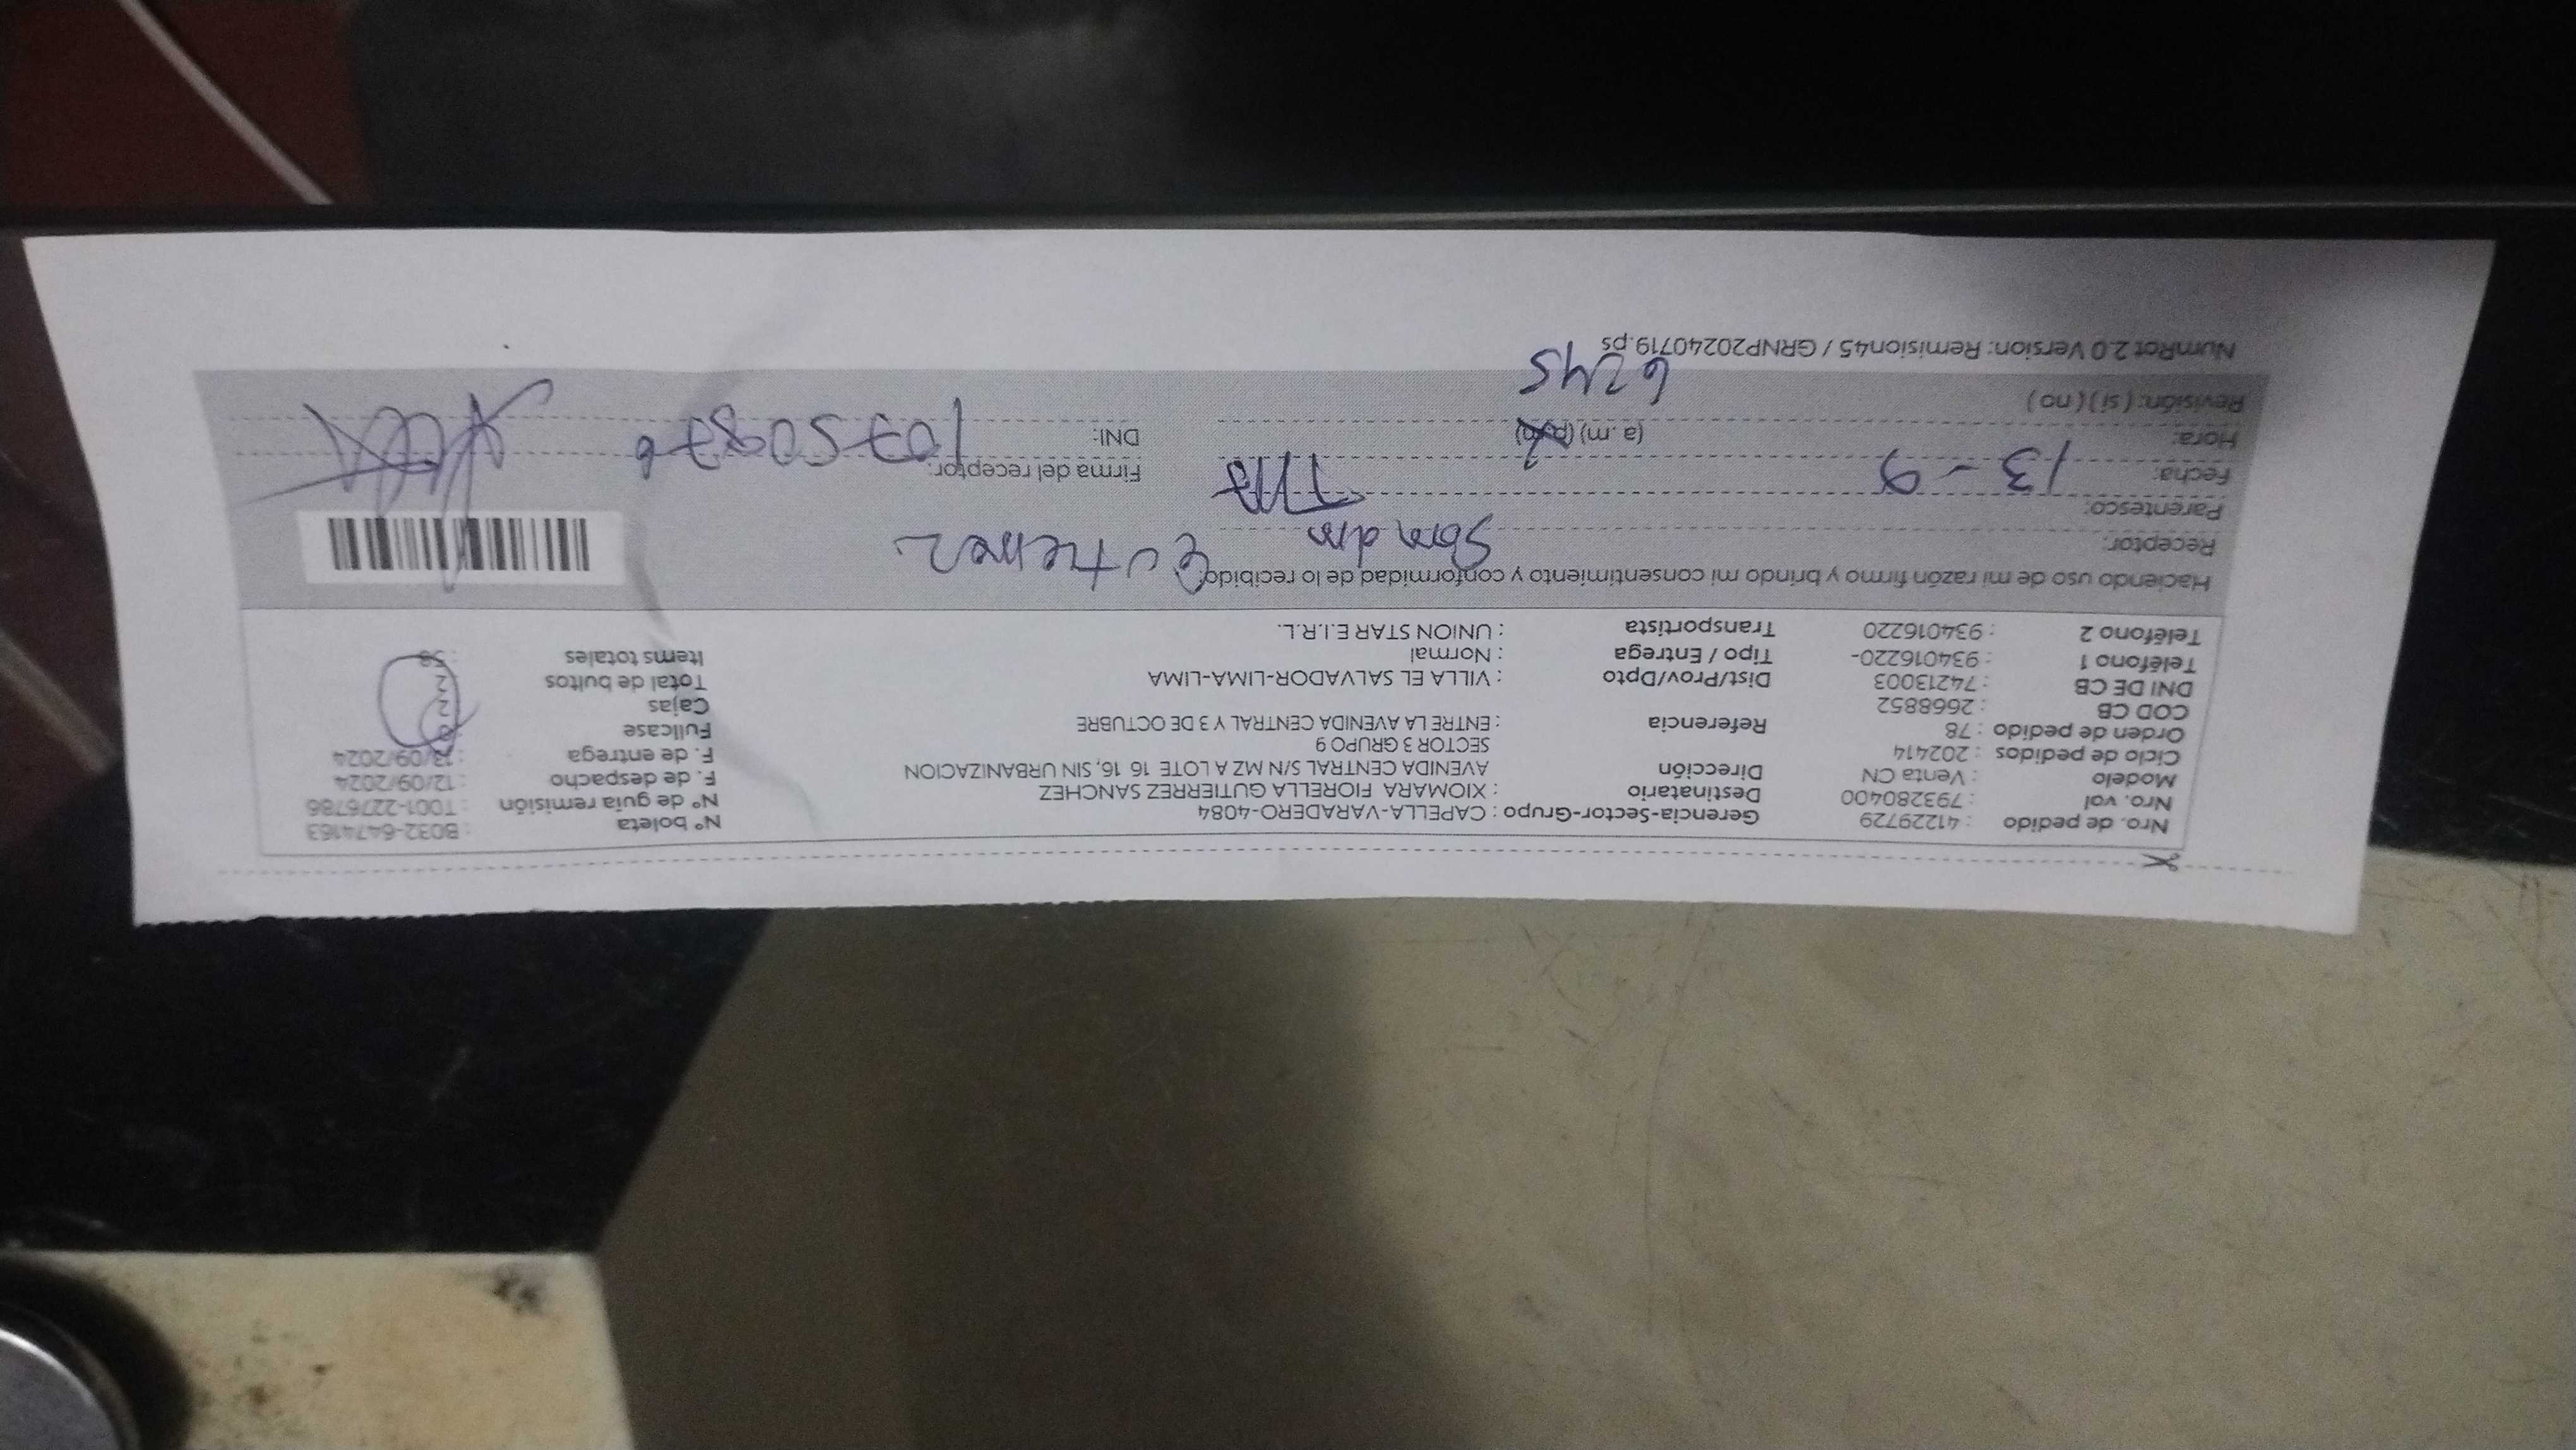 Nro. de pedido : 41229729
Nro. vol : 793280400
Modelo : Venta CN
Ciclo de pedidos : 202414
Orden de pedido : 78
COD CB : 2668852
DNI DE CB : 74213003
Teléfono 1 : 934016220-
Teléfono 2 : 934016220
Gerencia-Sector-Grupo : CAPELLA-VARADERO-4084
Destinatario : XIOMARA FIORELLA GUTIERREZ SANCHEZ
Dirección AVENIDA CENTRAL S/N MZ A LOTE 16 16, SIN URBANIZACION
SECTOR 3 GRUPO 9
Referencia : ENTRE LA AVENIDA CENTRAL Y 3 DE OCTUBRE
Dist/Prov/Dpto : VILLA EL SALVADOR-LIMA-LIMA
Tipo / Entrega : Normal
Transportista : UNION STAR E.I.R.L.
N° boleta : B032-6474163
N° de guía remisión : T001-2276786
F. de despacho : 12/09/2024
F. de entrega : 13/09/2024
Fullcase : 0
Cajas : 2
Total de bultos : 2
Items totales
Haciendo uso de mi razón firmo y brindo mi consentimiento y conformidad de lo recibido.
Receptor:
Parentesco:
Fecha: 13-9
Hora: (a.m) (p.m)
Revisión: ( sí ) ( no ) 6:45
Firma del receptor:
DNI:
NumRot 2.0 Version: Remision45 / GRNP20240719.ps